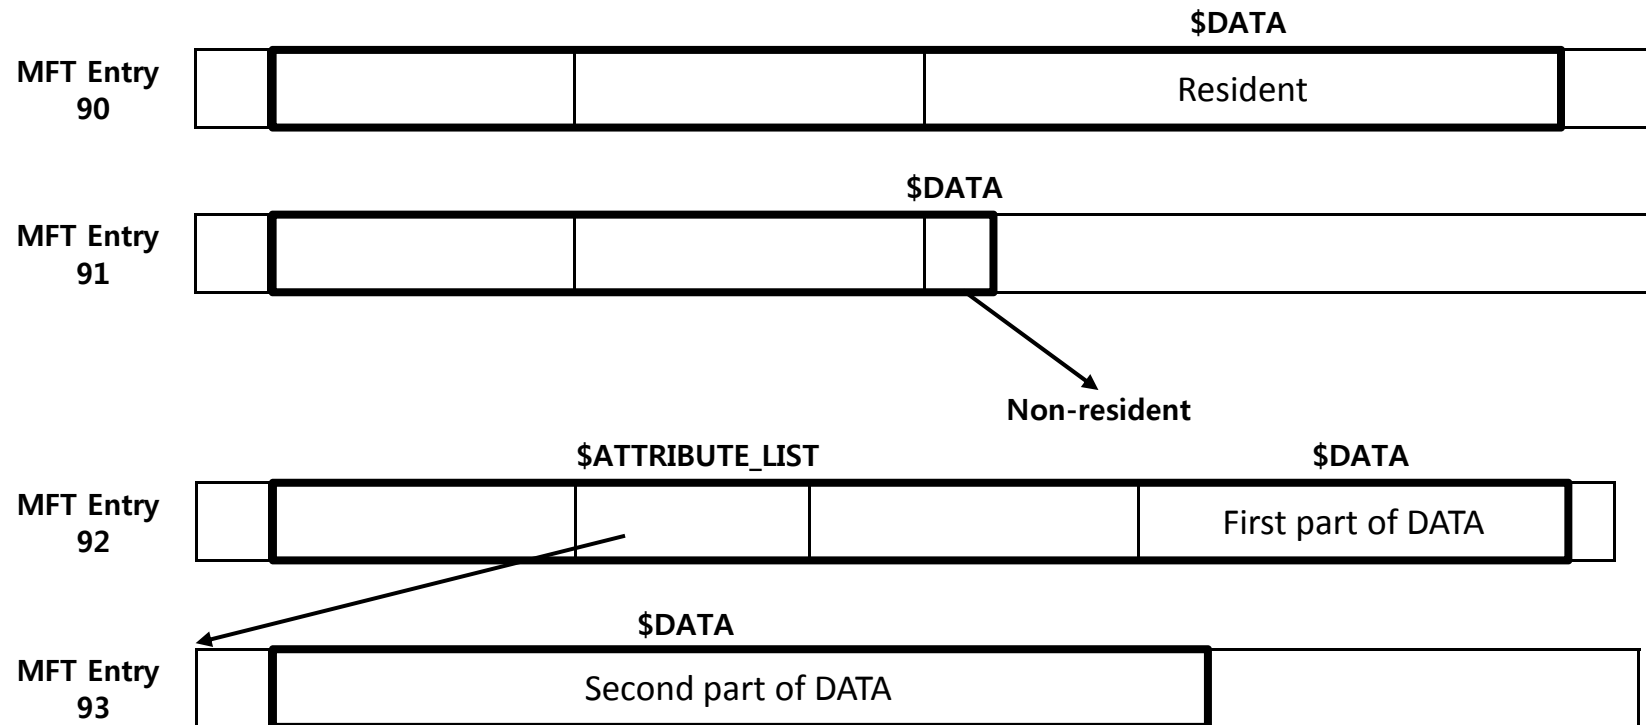 $DATA
MFT Entry
90
Resident
$DATA
MFT Entry
91
Non-resident
$ATTRIBUTE_LIST
$DATA
MFT Entry
92
First part of DATA
$DATA
MFT Entry
93
Second part of DATA